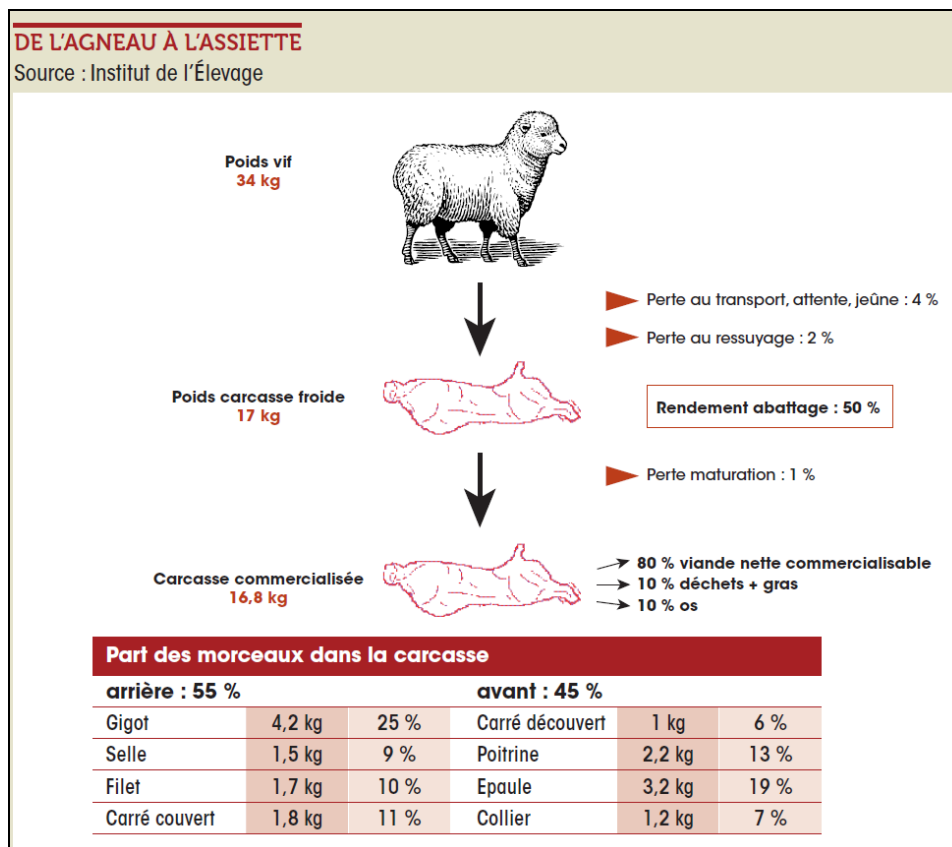 DE L'AGNEAU À L'ASSIETTE
Source : Institut de l'Élevage
Poids vif
34 kg
Perte au transport, attente, jeûne : 4 %
Perte au ressuyage : 2 %
Poids carcasse froide
17 kg
Rendement abattage : 50 %
Perte maturation : 1 %
Carcasse commercialisée
16,8 kg
80 % viande nette commercialisable
10 % déchets + gras
10 % os
Part des morceaux dans la carcasse
arrière : 55 % avant : 45 %
Gigot 4,2 kg 25 % Carré découvert 1 kg 6 %
Selle 1,5 kg 9 % Poitrine 2,2 kg 13 %
Filet 1,7 kg 10 % Epaule 3,2 kg 19 %
Carré couvert 1,8 kg 11 % Collier 1,2 kg 7 %